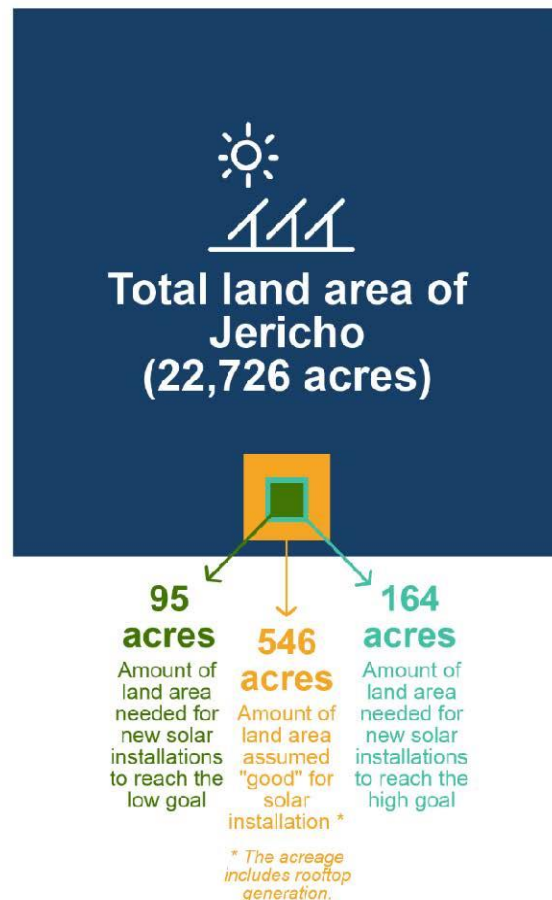 Total land area of
Jericho
(22,726 acres)
95
acres
Amount of
land area
needed for
new solar
installations
to reach the
low goal
546
acres
Amount of
land area
assumed
"good" for
solar
installation *
* The acreage
includes rooftop
generation.
164
acres
Amount of
land area
needed for
new solar
installations
to reach the
high goal